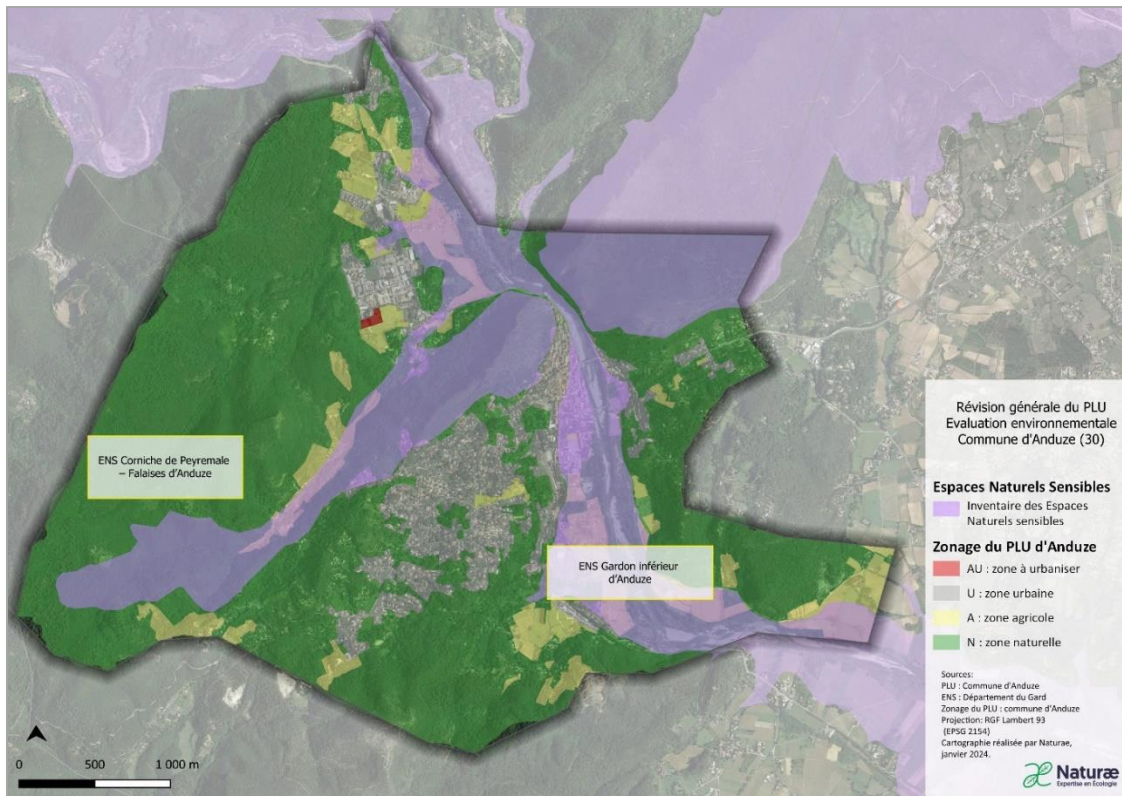 ENS Corniche de Peyremale
– Falaises d'Anduze
ENS Gardon inférieur
d'Anduze
Révision générale du PLU
Evaluation environnementale
Commune d'Anduze (30)
Espaces Naturels Sensibles
Inventaire des Espaces
Naturels sensibles
Zonage du PLU d'Anduze
AU : zone à urbaniser
U : zone urbaine
A : zone agricole
N : zone naturelle
Sources:
PLU : Commune d'Anduze
ENS : Département du Gard
Zonage du PLU : commune d'Anduze
Projection: RGF Lambert 93
(EPSG 2154)
Cartographie réalisée par Naturae,
janvier 2024.
0 500 1 000 m
Naturæ
Expertise en Écologie